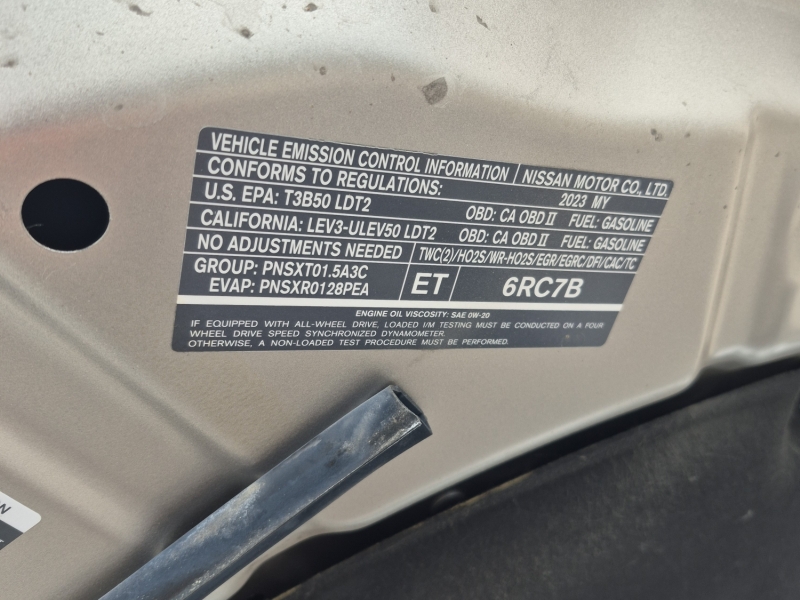 VEHICLE EMISSION CONTROL INFORMATION NISSAN MOTOR CO., LTD.
CONFORMS TO REGULATIONS: 2023 MY
U.S. EPA: T3B50 LDT2 OBD: CA OBD II FUEL: GASOLINE
CALIFORNIA: LEV3-ULEV50 LDT2 OBD: CA OBD II FUEL: GASOLINE
NO ADJUSTMENTS NEEDED TWC(2)/HO2S/WR-HO2S/EGR/EGRC/DFI/CAC/TC
GROUP: PNSXT01.5A3C
EVAP: PNSXR0128PEA
ET 6RC7B
ENGINE OIL VISCOSITY: SAE 0W-20
IF EQUIPPED WITH ALL-WHEEL DRIVE, LOADED I/M TESTING MUST BE CONDUCTED ON A FOUR
WHEEL DRIVE SPEED SYNCHRONIZED DYNAMOMETER.
OTHERWISE, A NON-LOADED TEST PROCEDURE MUST BE PERFORMED.